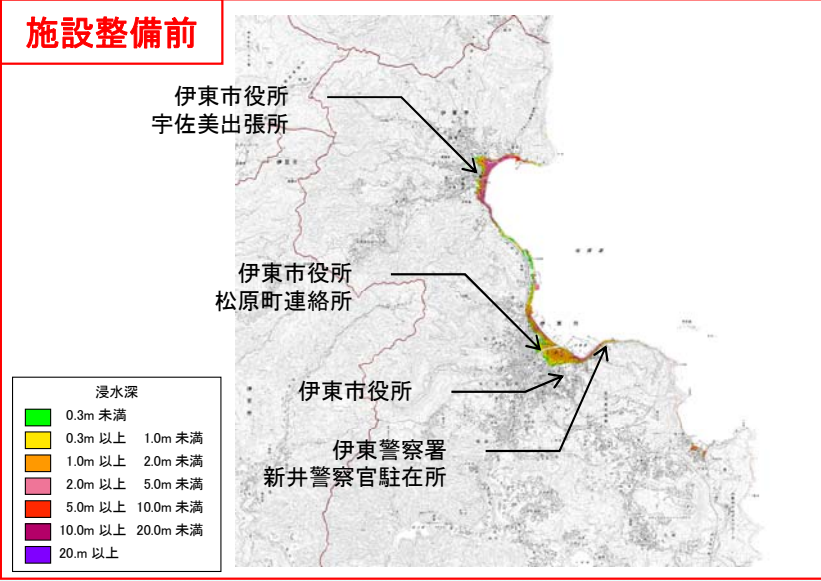 施設整備前
伊東市役所
宇佐美出張所
伊東市役所
松原町連絡所
伊東市役所
伊東警察署
新井警察官駐在所
浸水深
0.3m 未満
0.3m 以上 1.0m 未満
1.0m 以上 2.0m 未満
2.0m 以上 5.0m 未満
5.0m 以上 10.0m 未満
10.0m 以上 20.0m 未満
20.m 以上